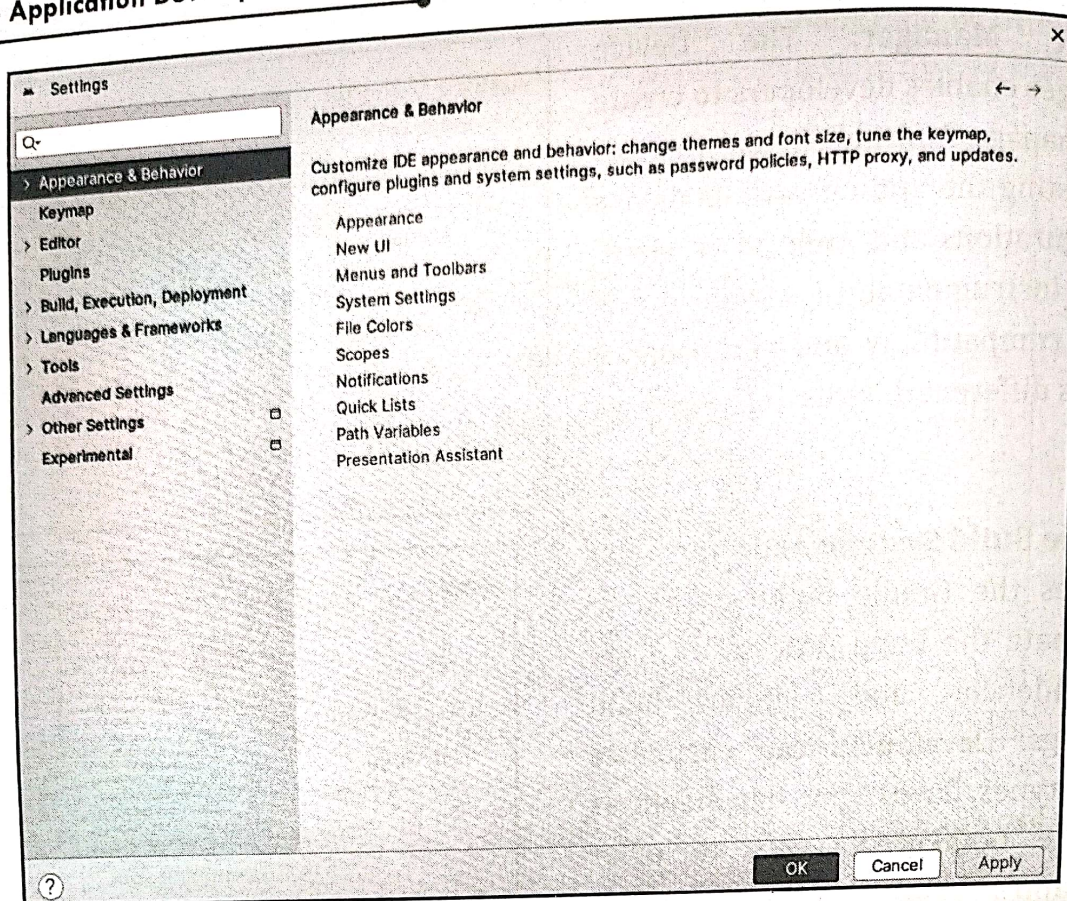 Application
Settings
Appearance & Behavior
Keymap
Editor
Plugins
Build, Execution, Deployment
Languages & Frameworks
Tools
Advanced Settings
Other Settings
Experimental
Appearance & Behavior
Customize IDE appearance and behavior: change themes and font size, tune the keymap,
configure plugins and system settings, such as password policies, HTTP proxy, and updates.
Appearance
New UI
Menus and Toolbars
System Settings
File Colors
Scopes
Notifications
Quick Lists
Path Variables
Presentation Assistant
?
OK Cancel Apply